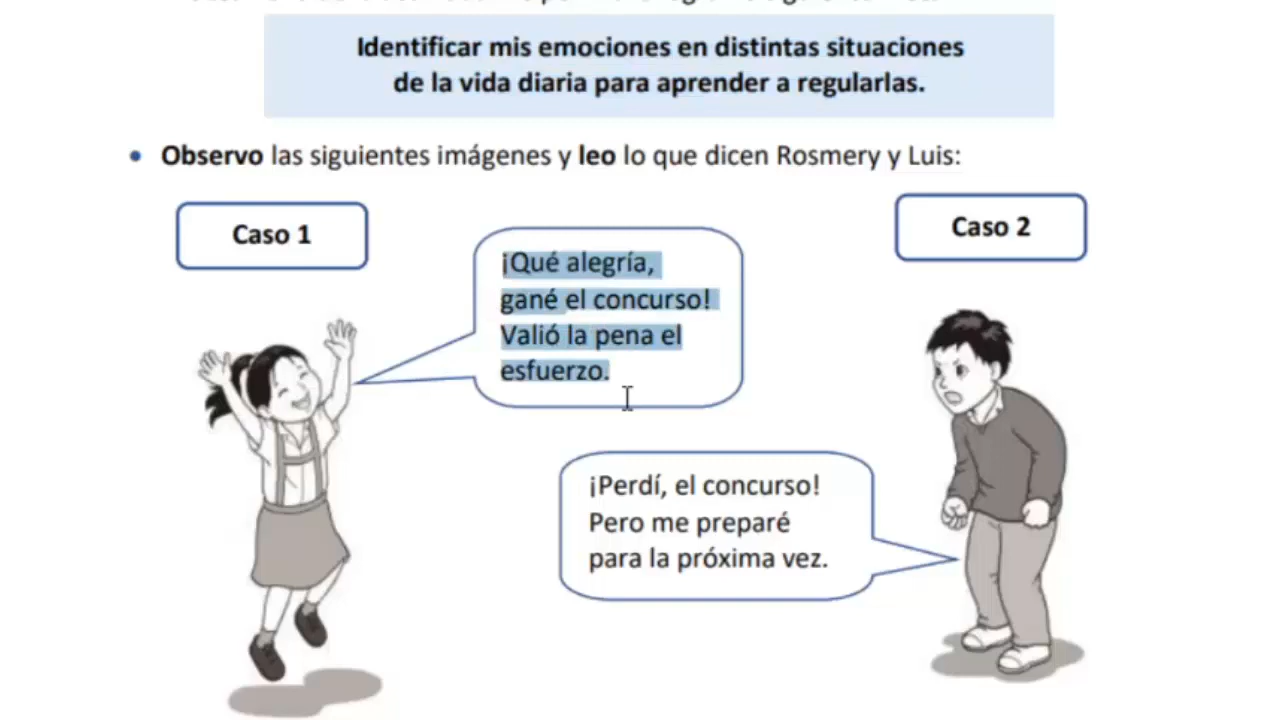 Identificar mis emociones en distintas situaciones
de la vida diaria para aprender a regularlas.
• Observo las siguientes imágenes y leo lo que dicen Rosmery y Luis:
Caso 1
¡Qué alegría,
gané el concurso!
Valió la pena el
esfuerzo.
Caso 2
¡Perdí, el concurso!
Pero me preparé
para la próxima vez.